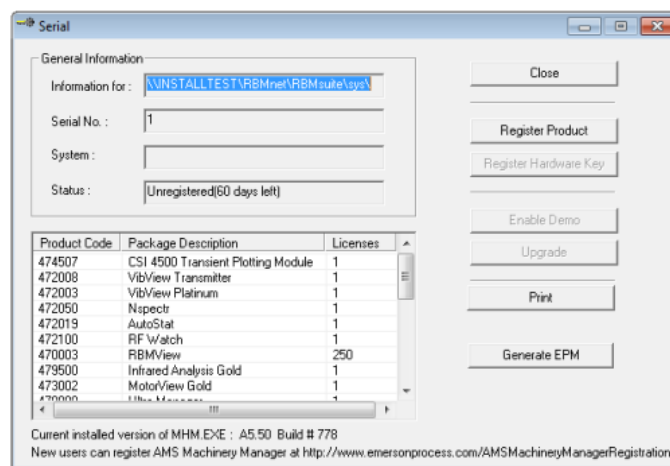 Serial
General Information
Information for : \\INSTALLTEST\RBMnet\RBMsuite\sys\
Serial No. : 1
System :
Status : Unregistered(60 days left)
Close
Register Product
Register Hardware Key
Enable Demo
Upgrade
Print
Generate EPM
Product Code Package Description Licenses
474507 CSI 4500 Transient Plotting Module 1
472008 VibView Transmitter 1
472003 VibView Platinum 1
472050 Nspectr 1
472019 AutoStat 1
472100 RF Watch 1
470003 RBMView 250
479500 Infrared Analysis Gold 1
473002 MotorView Gold 1
Current installed version of MHM.EXE : A5.50 Build # 778
New users can register AMS Machinery Manager at http://www.emersonprocess.com/AMSMachineryManagerRegistration